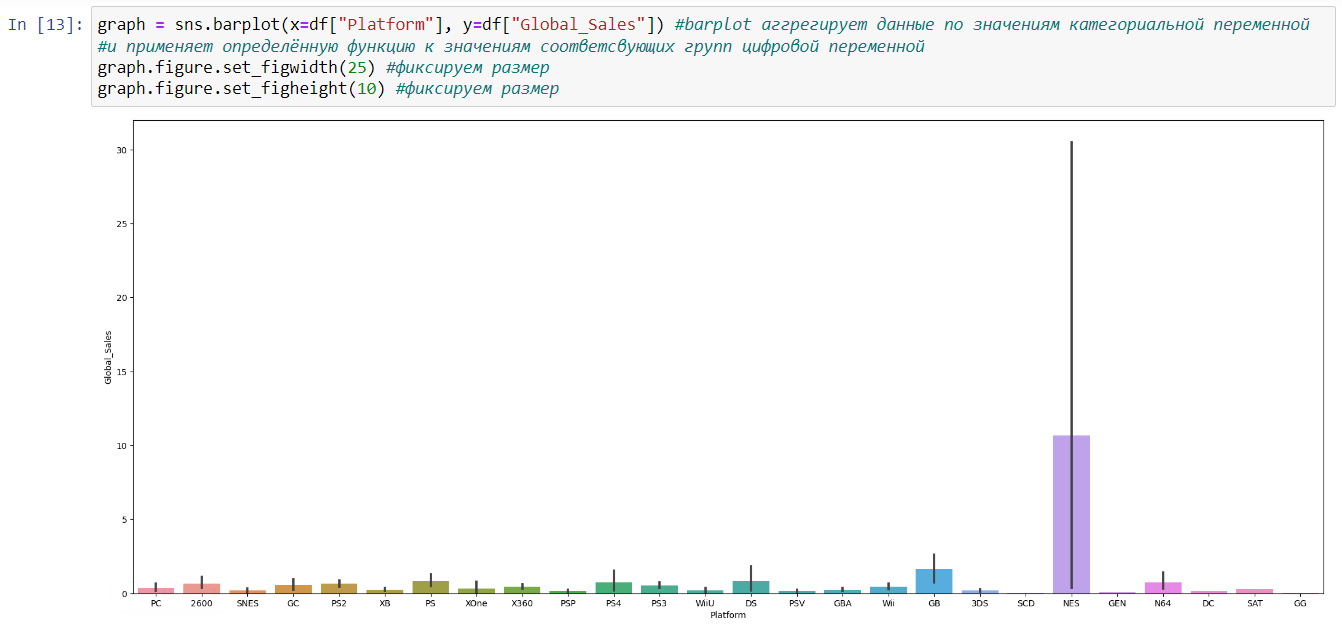 In [13]: graph = sns.barplot(x=df["Platform"], y=df["Global_Sales"]) #barplot аггрегирует данные по значениям категориальной переменной
#и применяет определённую функцию к значениям соответсвующих групп цифровой переменной
graph.figure.set_figwidth(25) #фиксируем размер
graph.figure.set_figheight(10) #фиксируем размер
30
25
20
15
10
5
0
Global_Sales
PC 2600 SNES GC PS2 XB PS XOne X360 PSP PS4 PS3 WiiU DS PSV GBA Wii GB 3DS SCD NES GEN N64 DC SAT GG
Platform